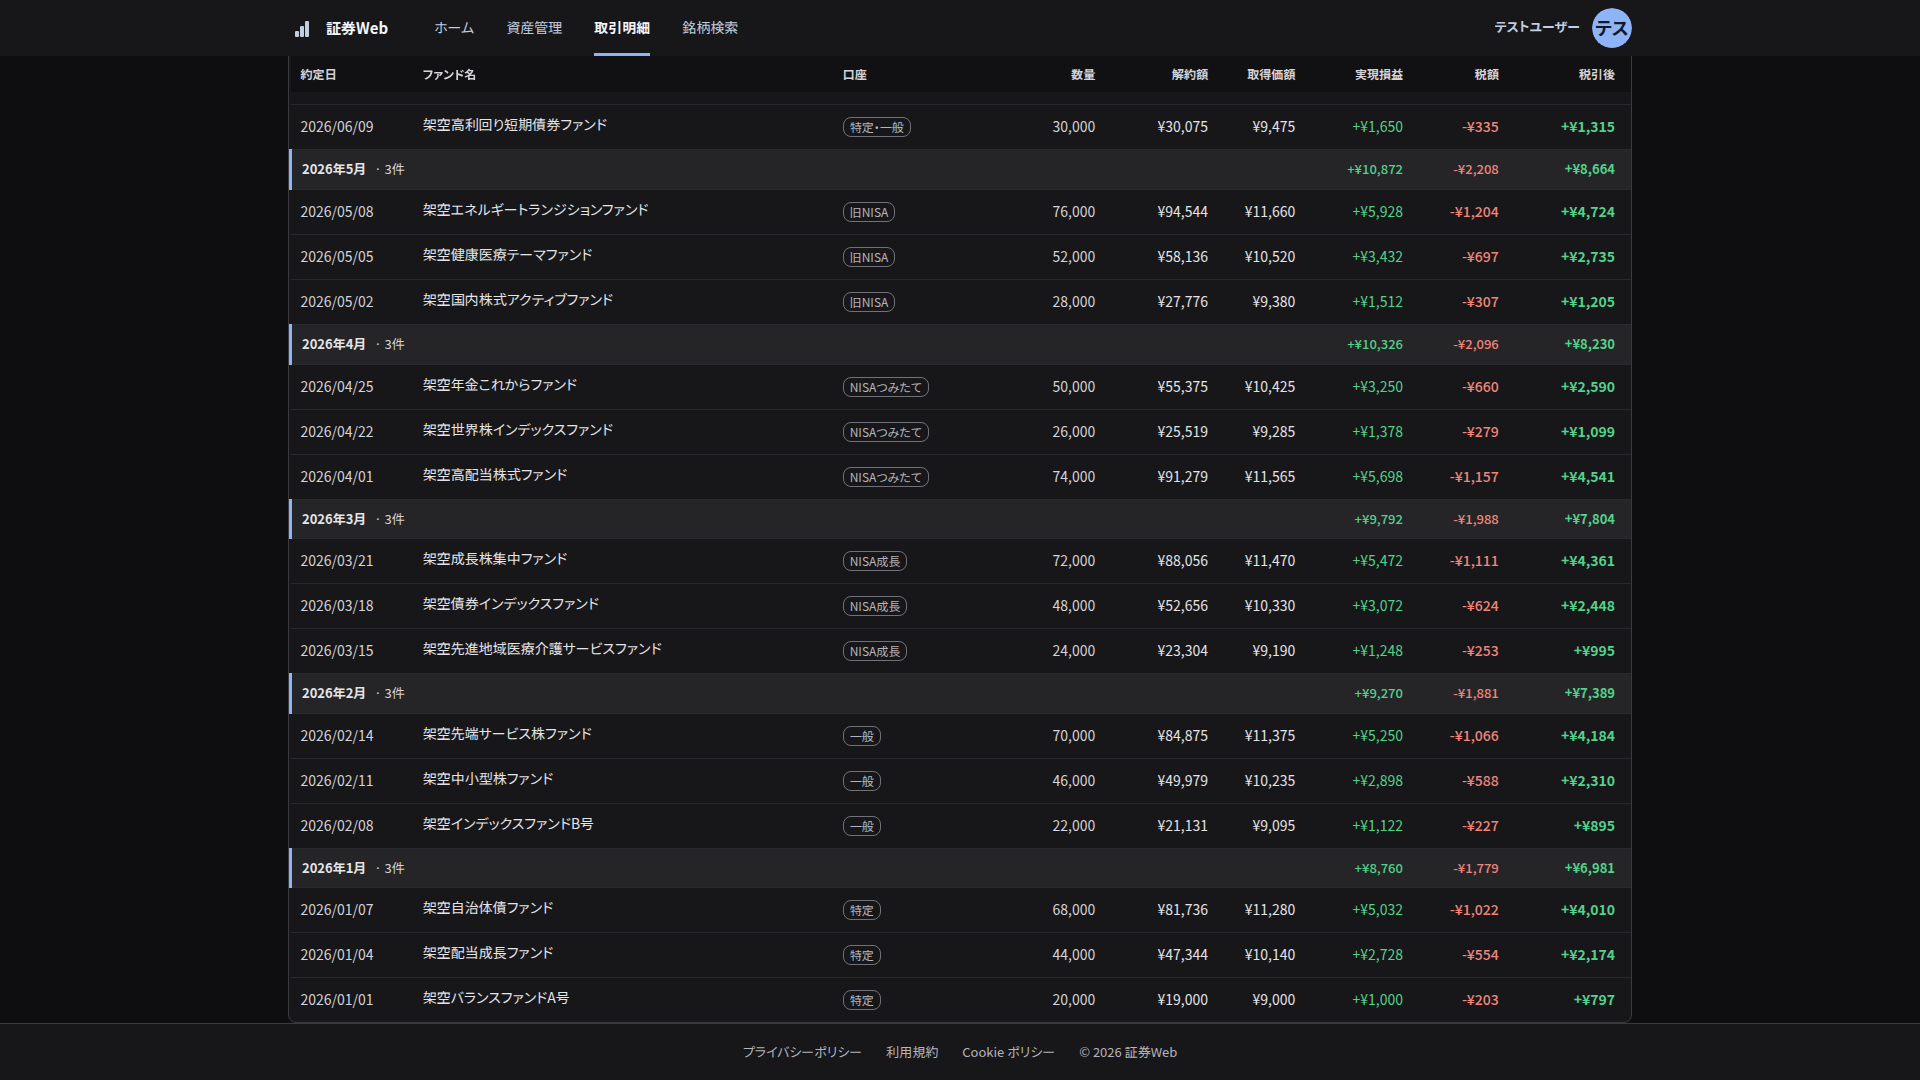 証券Web ホーム 資産管理 取引明細 銘柄検索 テストユーザー テス
約定日 ファンド名 口座 数量 解約額 取得価額 実現損益 税額 税引後
2026/06/09 架空高利回り短期債券ファンド 特定・一般 30,000 ¥30,075 ¥9,475 +¥1,650 -¥335 +¥1,315
2026年5月 · 3件 +¥10,872 -¥2,208 +¥8,664
2026/05/08 架空エネルギートランジションファンド 旧NISA 76,000 ¥94,544 ¥11,660 +¥5,928 -¥1,204 +¥4,724
2026/05/05 架空健康医療テーマファンド 旧NISA 52,000 ¥58,136 ¥10,520 +¥3,432 -¥697 +¥2,735
2026/05/02 架空国内株式アクティブファンド 旧NISA 28,000 ¥27,776 ¥9,380 +¥1,512 -¥307 +¥1,205
2026年4月 · 3件 +¥10,326 -¥2,096 +¥8,230
2026/04/25 架空年金これからファンド NISAつみたて 50,000 ¥55,375 ¥10,425 +¥3,250 -¥660 +¥2,590
2026/04/22 架空世界株インデックスファンド NISAつみたて 26,000 ¥25,519 ¥9,285 +¥1,378 -¥279 +¥1,099
2026/04/01 架空高配当株式ファンド NISAつみたて 74,000 ¥91,279 ¥11,565 +¥5,698 -¥1,157 +¥4,541
2026年3月 · 3件 +¥9,792 -¥1,988 +¥7,804
2026/03/21 架空成長株集中ファンド NISA成長 72,000 ¥88,056 ¥11,470 +¥5,472 -¥1,111 +¥4,361
2026/03/18 架空債券インデックスファンド NISA成長 48,000 ¥52,656 ¥10,330 +¥3,072 -¥624 +¥2,448
2026/03/15 架空先進地域医療介護サービスファンド NISA成長 24,000 ¥23,304 ¥9,190 +¥1,248 -¥253 +¥995
2026年2月 · 3件 +¥9,270 -¥1,881 +¥7,389
2026/02/14 架空先端サービス株ファンド 一般 70,000 ¥84,875 ¥11,375 +¥5,250 -¥1,066 +¥4,184
2026/02/11 架空中小型株ファンド 一般 46,000 ¥49,979 ¥10,235 +¥2,898 -¥588 +¥2,310
2026/02/08 架空インデックスファンドB号 一般 22,000 ¥21,131 ¥9,095 +¥1,122 -¥227 +¥895
2026年1月 · 3件 +¥8,760 -¥1,779 +¥6,981
2026/01/07 架空自治体債ファンド 特定 68,000 ¥81,736 ¥11,280 +¥5,032 -¥1,022 +¥4,010
2026/01/04 架空配当成長ファンド 特定 44,000 ¥47,344 ¥10,140 +¥2,728 -¥554 +¥2,174
2026/01/01 架空バランスファンドA号 特定 20,000 ¥19,000 ¥9,000 +¥1,000 -¥203 +¥797
プライバシーポリシー 利用規約 Cookie ポリシー © 2026 証券Web